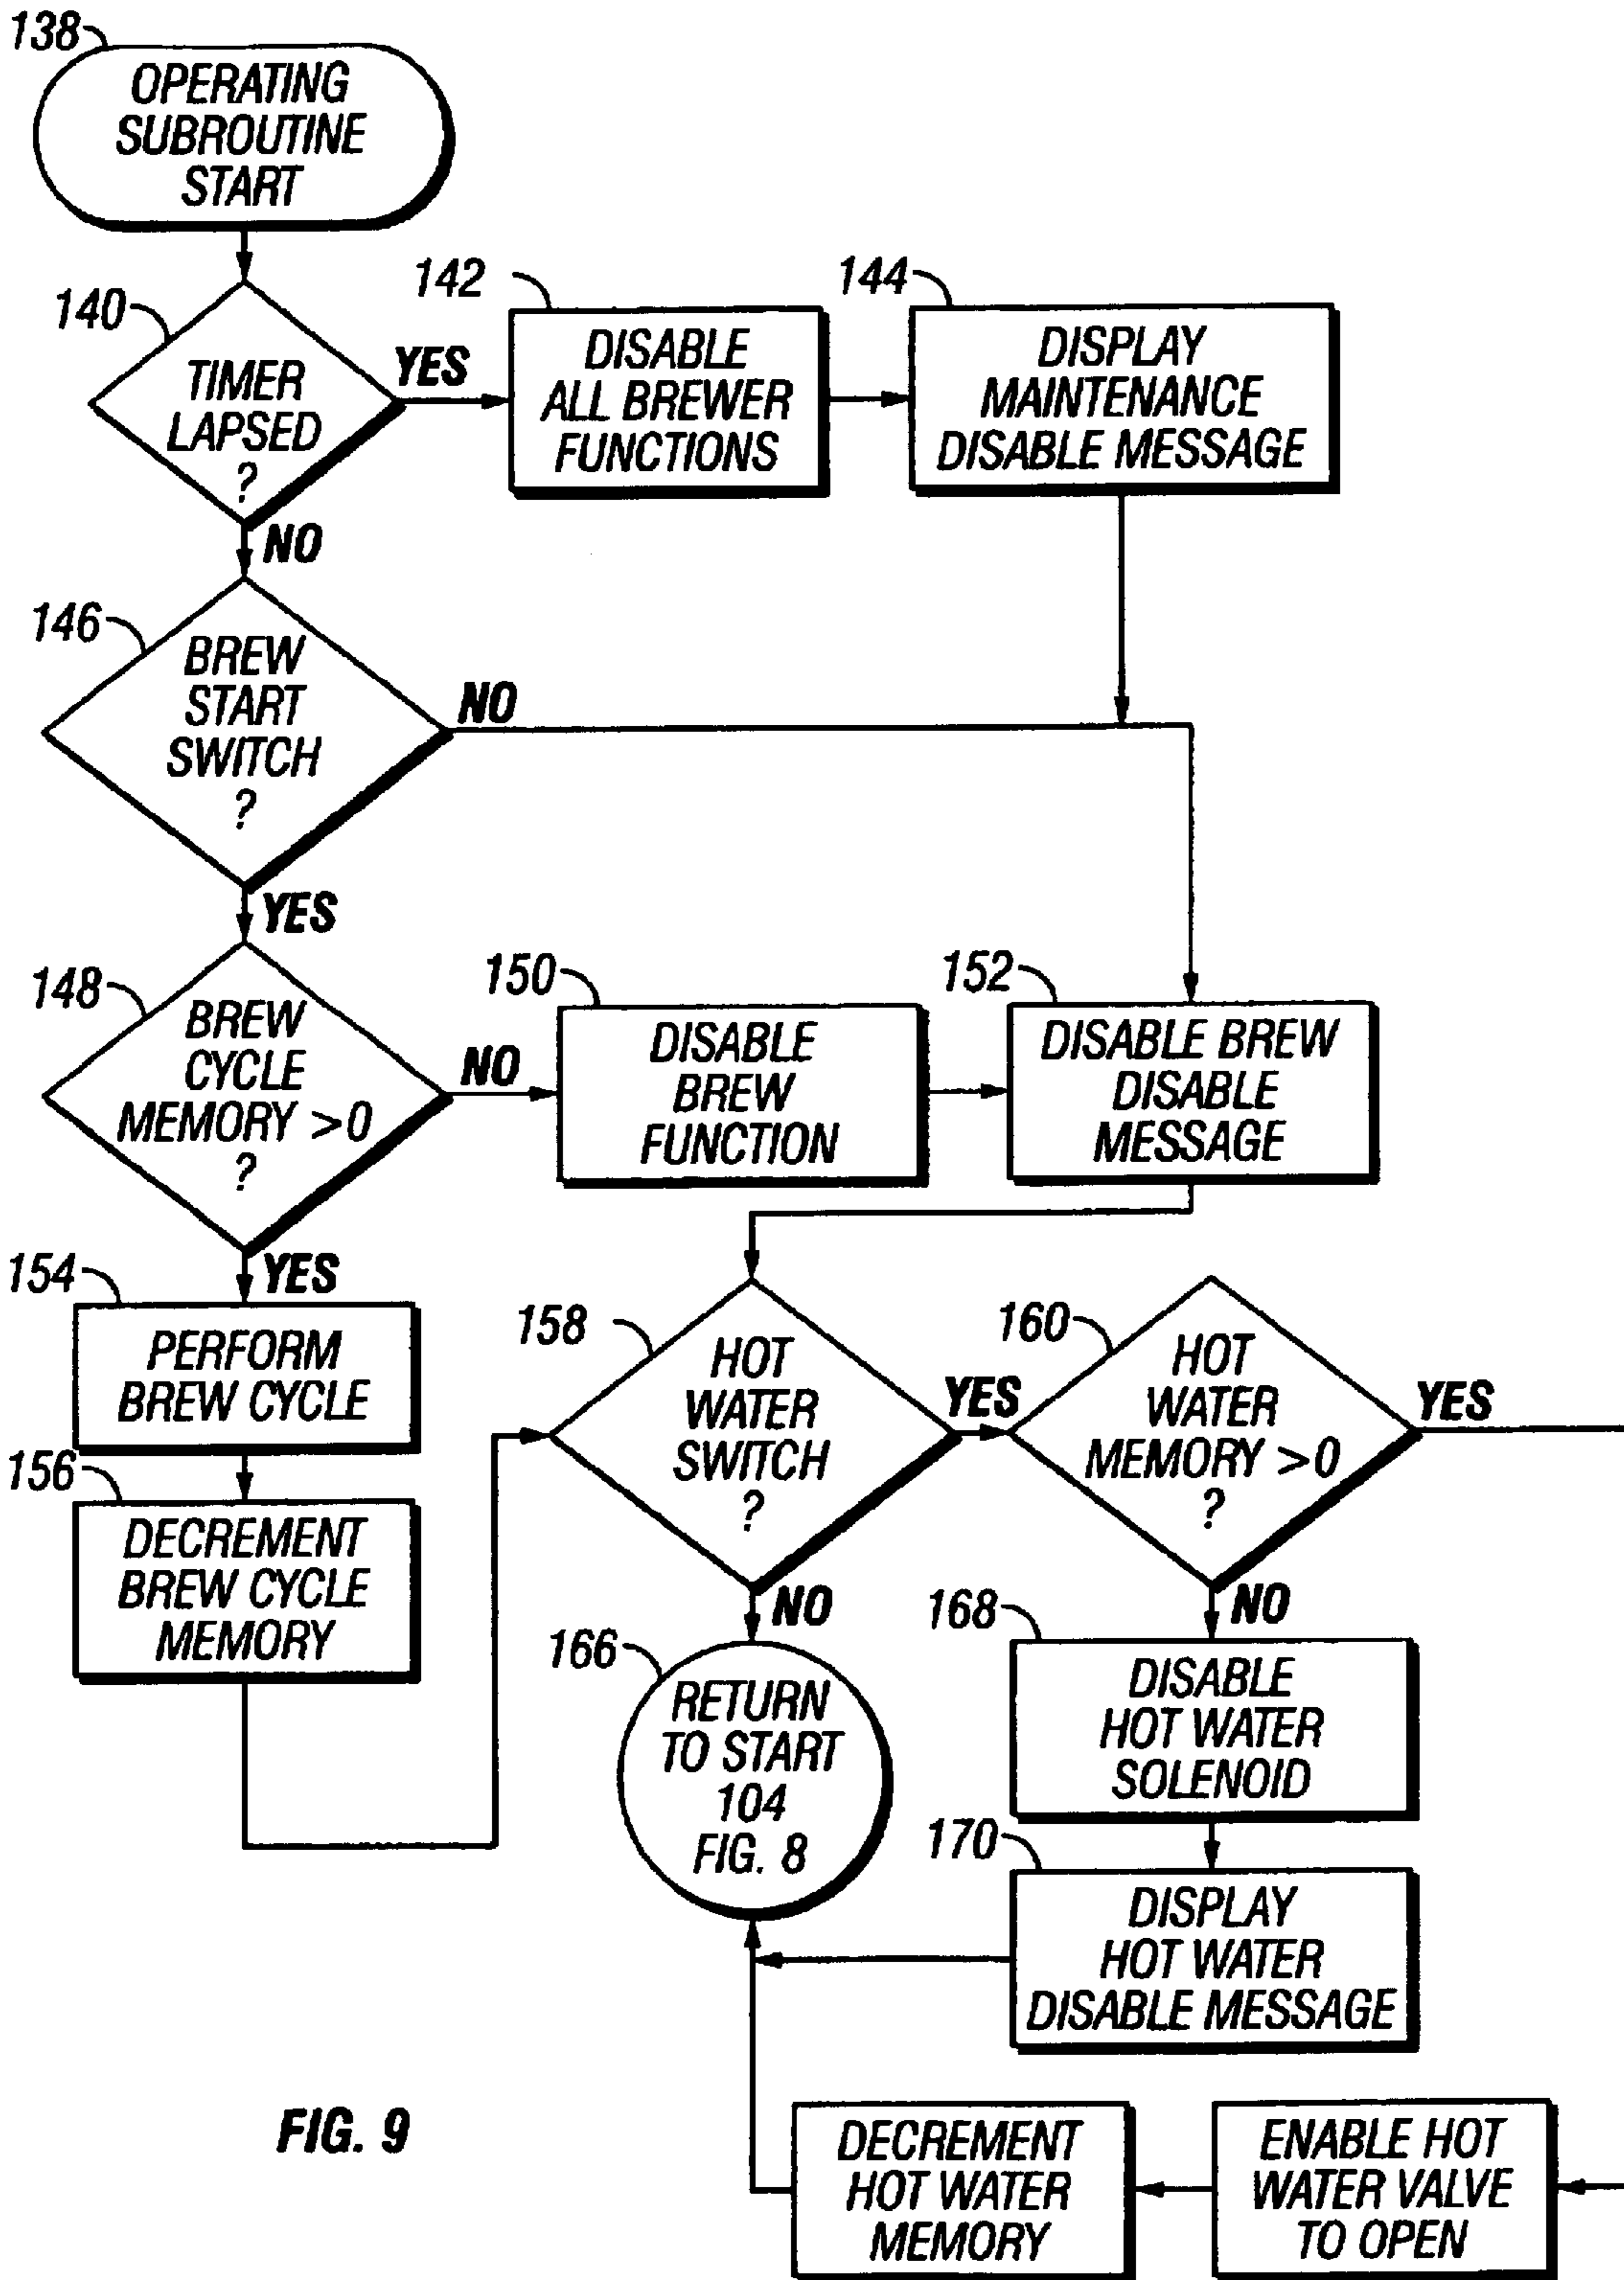 138
OPERATING
SUBROUTINE
START
140
TIMER
LAPSED
?
YES
NO
142
DISABLE
ALL BREWER
FUNCTIONS
144
DISPLAY
MAINTENANCE
DISABLE MESSAGE
146
BREW
START
SWITCH
?
NO
YES
148
BREW
CYCLE
MEMORY >0
?
NO
YES
150
DISABLE
BREW
FUNCTION
152
DISABLE BREW
DISABLE
MESSAGE
154
PERFORM
BREW CYCLE
156
DECREMENT
BREW CYCLE
MEMORY
158
HOT
WATER
SWITCH
?
YES
NO
160
HOT
WATER
MEMORY >0
?
YES
NO
166
RETURN
TO START
104
FIG. 8
168
DISABLE
HOT WATER
SOLENOID
170
DISPLAY
HOT WATER
DISABLE MESSAGE
DECREMENT
HOT WATER
MEMORY
ENABLE HOT
WATER VALVE
TO OPEN
FIG. 9